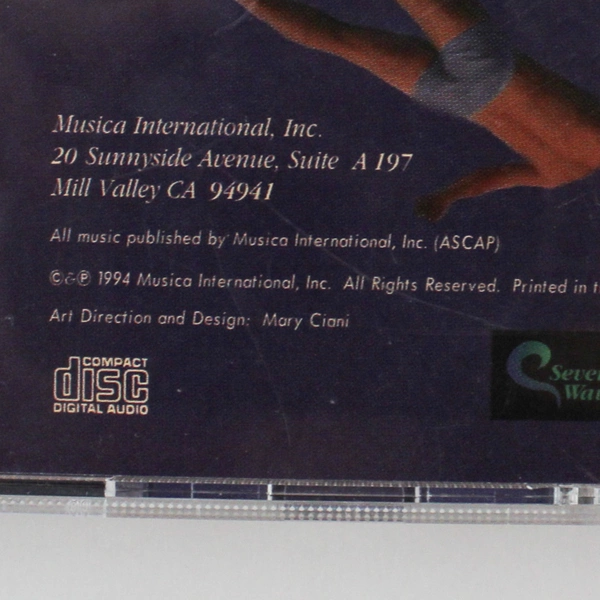 Musica International, Inc.
20 Sunnyside Avenue, Suite A 197
Mill Valley CA 94941
All music published by Musica International, Inc. (ASCAP)
©&℗ 1994 Musica International, Inc. All Rights Reserved. Printed in
Art Direction and Design: Mary Ciani
COMPACT
disc
DIGITAL AUDIO